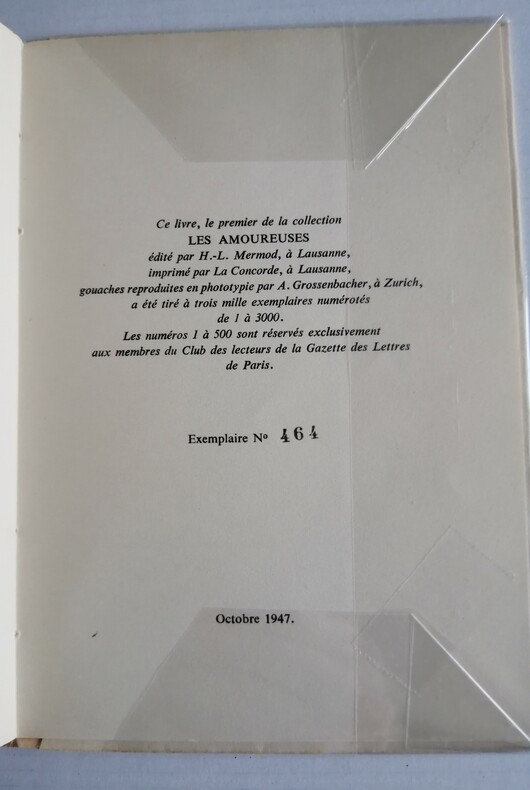 Ce livre, le premier de la collection
LES AMOUREUSES
édité par H.-L. Mermod, à Lausanne,
imprimé par La Concorde, à Lausanne,
gouaches reproduites en phototypie par A. Grossenbacher, à Zurich,
a été tiré à trois mille exemplaires numérotés
de 1 à 3000.
Les numéros 1 à 500 sont réservés exclusivement
aux membres du Club des lecteurs de la Gazette des Lettres
de Paris.
Exemplaire Nº 464
Octobre 1947.